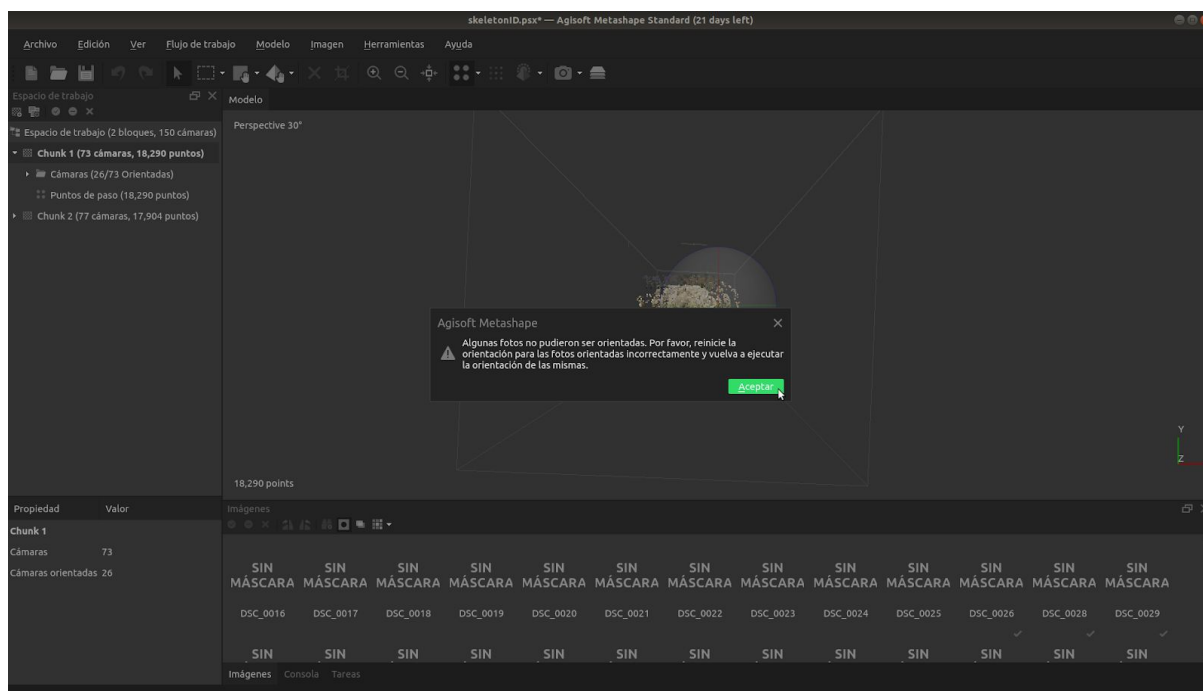 skeletonID.psx* — Agisoft Metashape Standard (21 days left)
Archivo Edición Ver Flujo de trabajo Modelo Imagen Herramientas Ayuda
Espacio de trabajo
Modelo
Espacio de trabajo (2 bloques, 150 cámaras)
Chunk 1 (73 cámaras, 18,290 puntos)
Cámaras (26/73 Orientadas)
Puntos de paso (18,290 puntos)
Chunk 2 (77 cámaras, 17,904 puntos)
Perspective 30°
Agisoft Metashape
Algunas fotos no pudieron ser orientadas. Por favor, reinicie la
orientación para las fotos orientadas incorrectamente y vuelva a ejecutar
la orientación de las mismas.
Aceptar
Y
Z
18,290 points
Propiedad Valor
Chunk 1
Cámaras 73
Cámaras orientadas 26
Imágenes
SIN SIN SIN SIN SIN SIN SIN SIN SIN SIN SIN SIN SIN
MÁSCARA MÁSCARA MÁSCARA MÁSCARA MÁSCARA MÁSCARA MÁSCARA MÁSCARA MÁSCARA MÁSCARA MÁSCARA MÁSCARA MÁSCARA
DSC_0016 DSC_0017 DSC_0018 DSC_0019 DSC_0020 DSC_0021 DSC_0022 DSC_0023 DSC_0024 DSC_0025 DSC_0026 DSC_0028 DSC_0029
SIN SIN SIN SIN SIN SIN SIN SIN SIN SIN SIN SIN SIN
Imágenes Consola Tareas